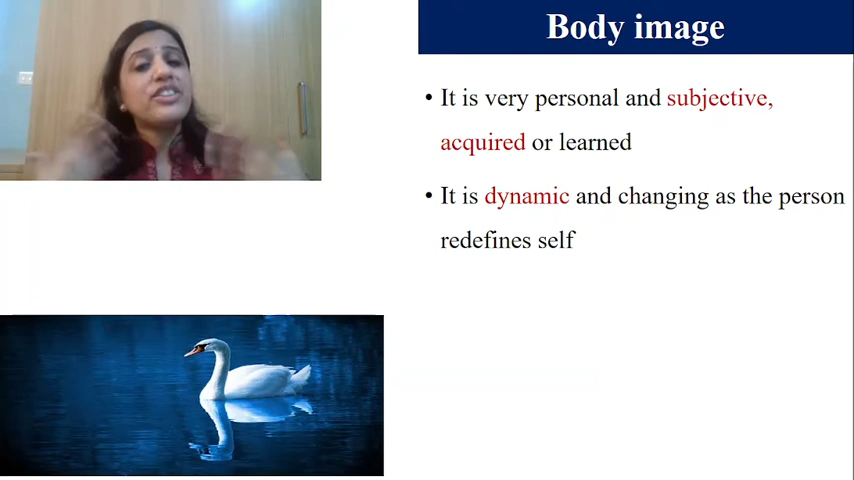 Body image
• It is very personal and subjective,
acquired or learned
• It is dynamic and changing as the person
redefines self